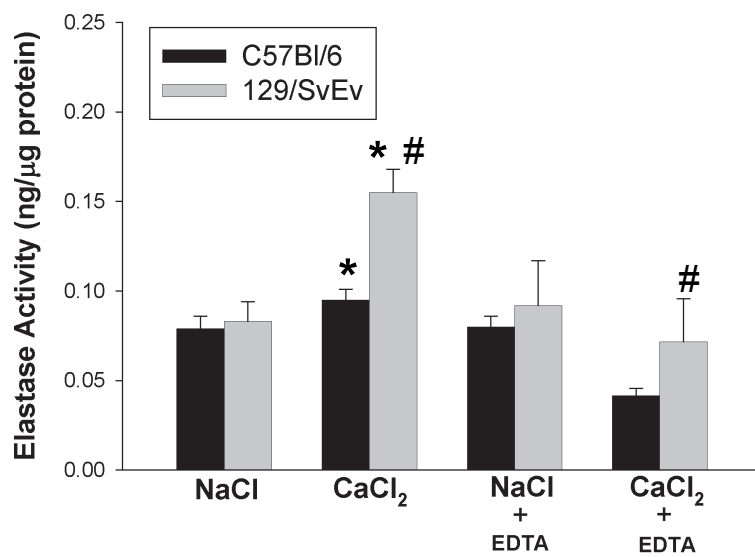 Elastase Activity (ng/µg protein)
0.25
0.20
0.15
0.10
0.05
0.00
C57Bl/6
129/SvEv
* #
*
#
NaCl
CaCl₂
NaCl
+
EDTA
CaCl₂
+
EDTA